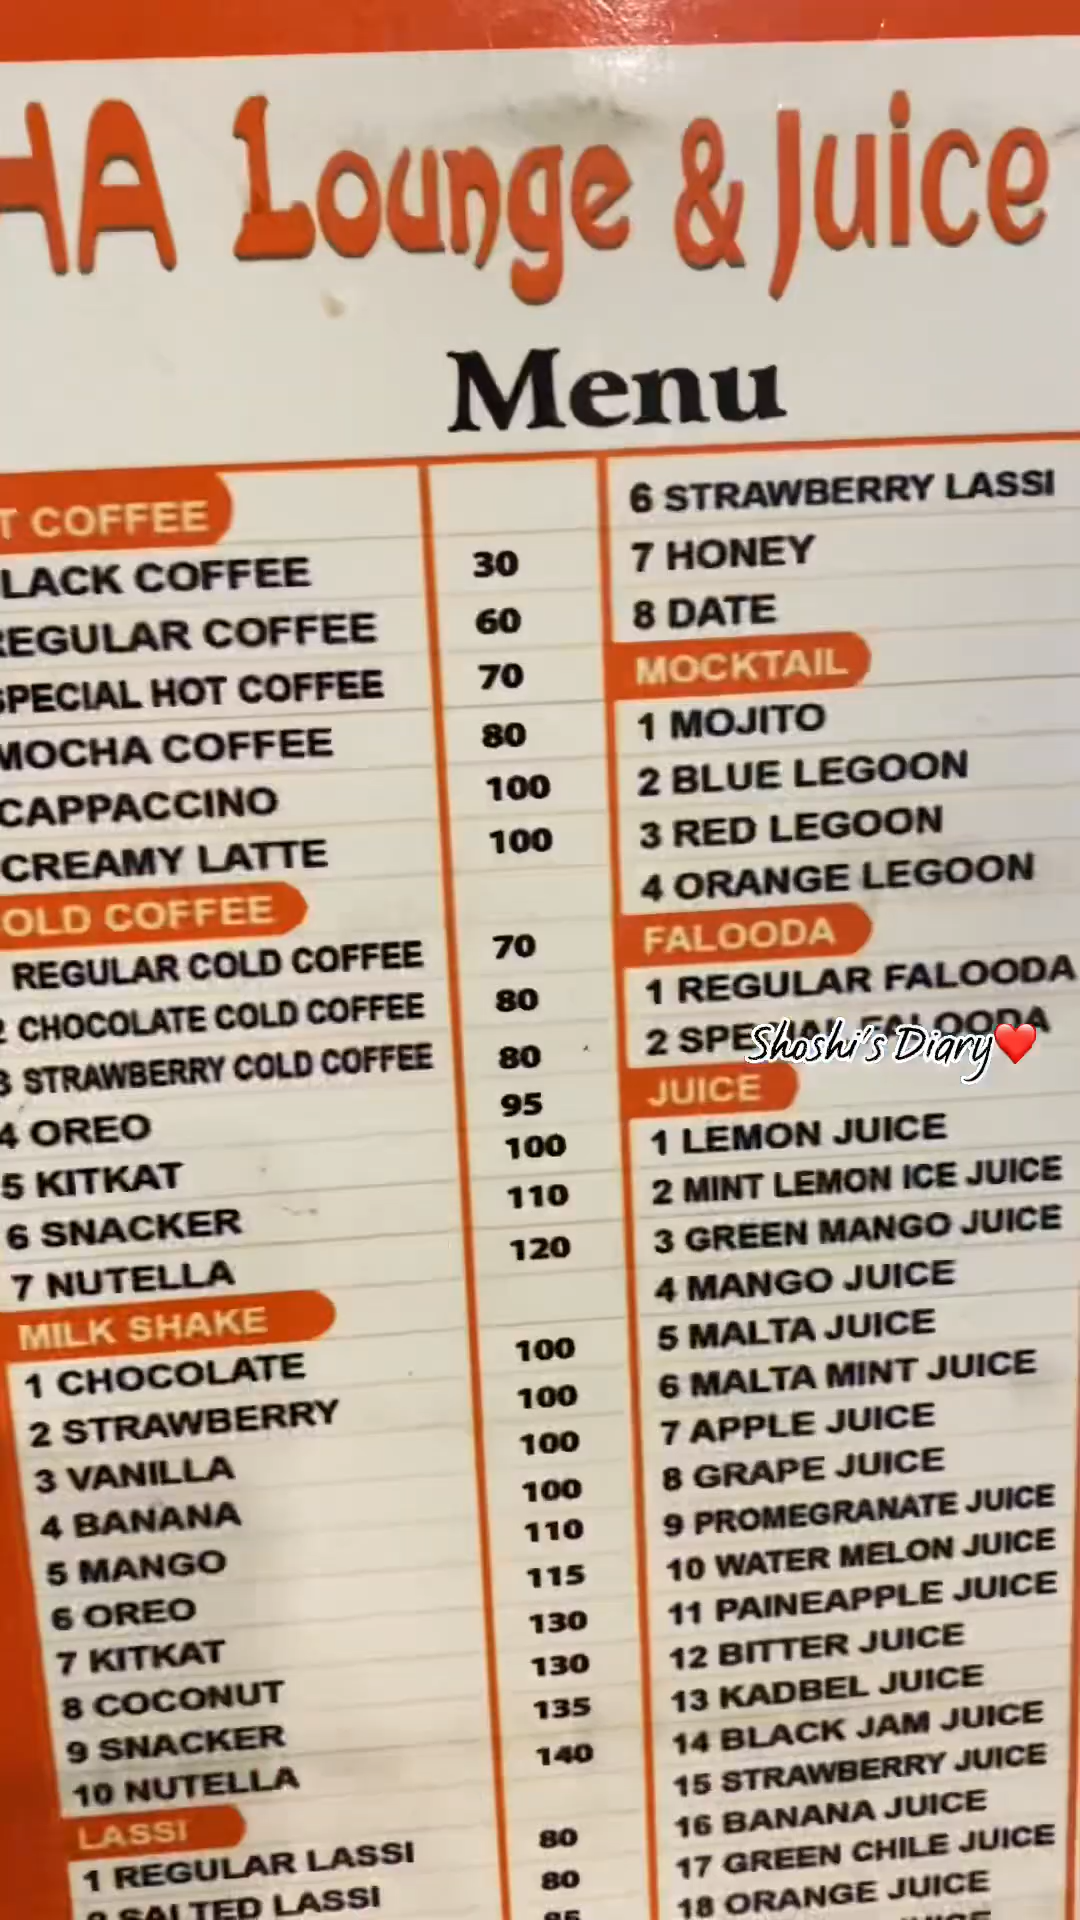 HA Lounge & Juice
Menu
T COFFEE
LACK COFFEE 30
REGULAR COFFEE 60
SPECIAL HOT COFFEE 70
MOCHA COFFEE 80
CAPPACCINO 100
CREAMY LATTE 100
OLD COFFEE
REGULAR COLD COFFEE 70
2 CHOCOLATE COLD COFFEE 80
3 STRAWBERRY COLD COFFEE 80
4 OREO 95
5 KITKAT 100
6 SNACKER 110
7 NUTELLA 120
MILK SHAKE
1 CHOCOLATE 100
2 STRAWBERRY 100
3 VANILLA 100
4 BANANA 100
5 MANGO 110
6 OREO 115
7 KITKAT 130
8 COCONUT 130
9 SNACKER 135
10 NUTELLA 140
LASSI
1 REGULAR LASSI 80
2 SALTED LASSI 80
85
6 STRAWBERRY LASSI
7 HONEY
8 DATE
MOCKTAIL
1 MOJITO
2 BLUE LEGOON
3 RED LEGOON
4 ORANGE LEGOON
FALOODA
1 REGULAR FALOODA
2 SPECIAL FALOODA
Shoshi's Diary❤️
JUICE
1 LEMON JUICE
2 MINT LEMON ICE JUICE
3 GREEN MANGO JUICE
4 MANGO JUICE
5 MALTA JUICE
6 MALTA MINT JUICE
7 APPLE JUICE
8 GRAPE JUICE
9 PROMEGRANATE JUICE
10 WATER MELON JUICE
11 PAINEAPPLE JUICE
12 BITTER JUICE
13 KADBEL JUICE
14 BLACK JAM JUICE
15 STRAWBERRY JUICE
16 BANANA JUICE
17 GREEN CHILE JUICE
18 ORANGE JUICE
JUICE